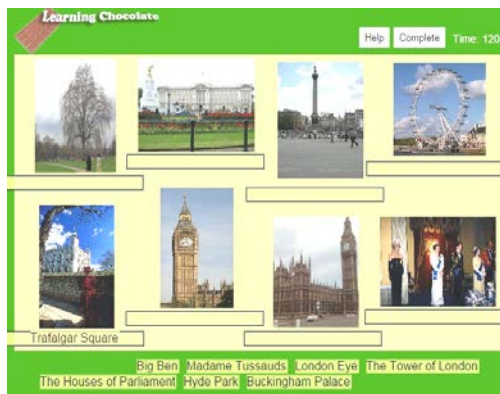 Learning Chocolate
Help Complete Time: 120
Trafalgar Square
Big Ben Madame Tussauds London Eye The Tower of London
The Houses of Parliament Hyde Park Buckingham Palace